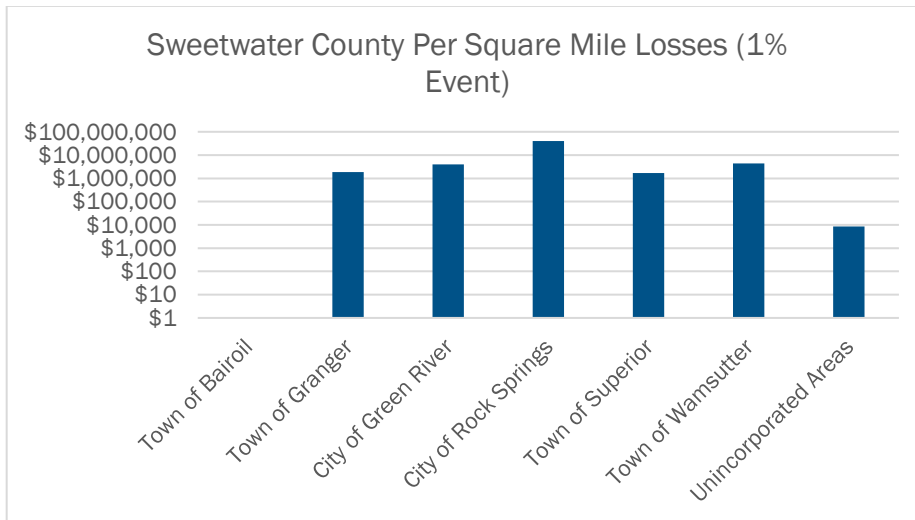 Sweetwater County Per Square Mile Losses (1%
Event)
$100,000,000
$10,000,000
$1,000,000
$100,000
$10,000
$1,000
$100
$10
$1
Town of Bairoil
Town of Granger
City of Green River
City of Rock Springs
Town of Superior
Town of Wamsutter
Unincorporated Areas